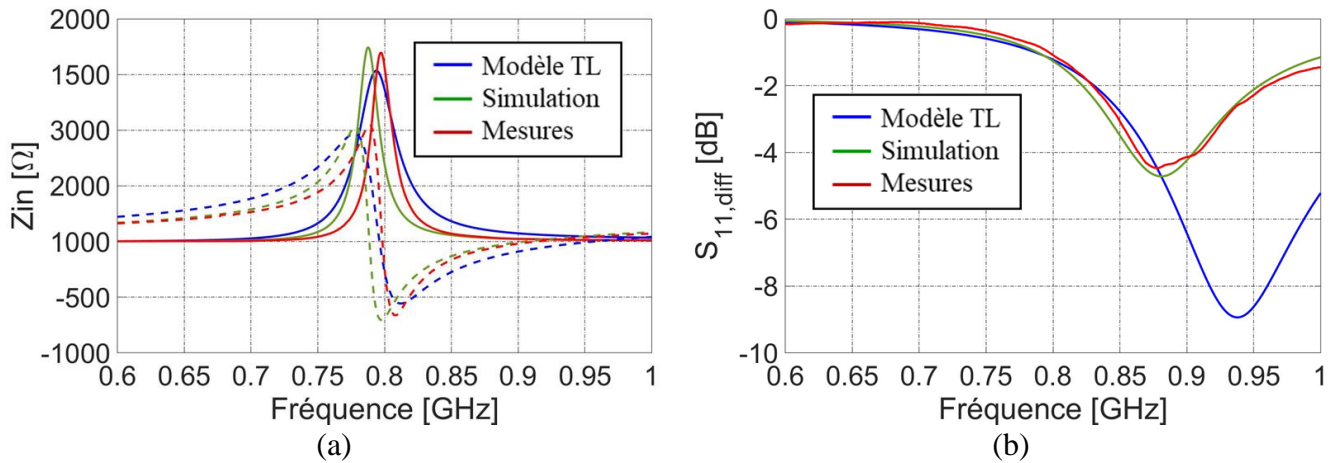 2000
1500
3000
2000
1000
-500
-1000
Zin [Ω]
0.6 0.65 0.7 0.75 0.8 0.85 0.9 0.95 1
Fréquence [GHz]
Modèle TL
Simulation
Mesures
(a)
0
-2
-4
-6
-8
-10
S11,diff [dB]
0.6 0.65 0.7 0.75 0.8 0.85 0.9 0.95 1
Fréquence [GHz]
Modèle TL
Simulation
Mesures
(b)